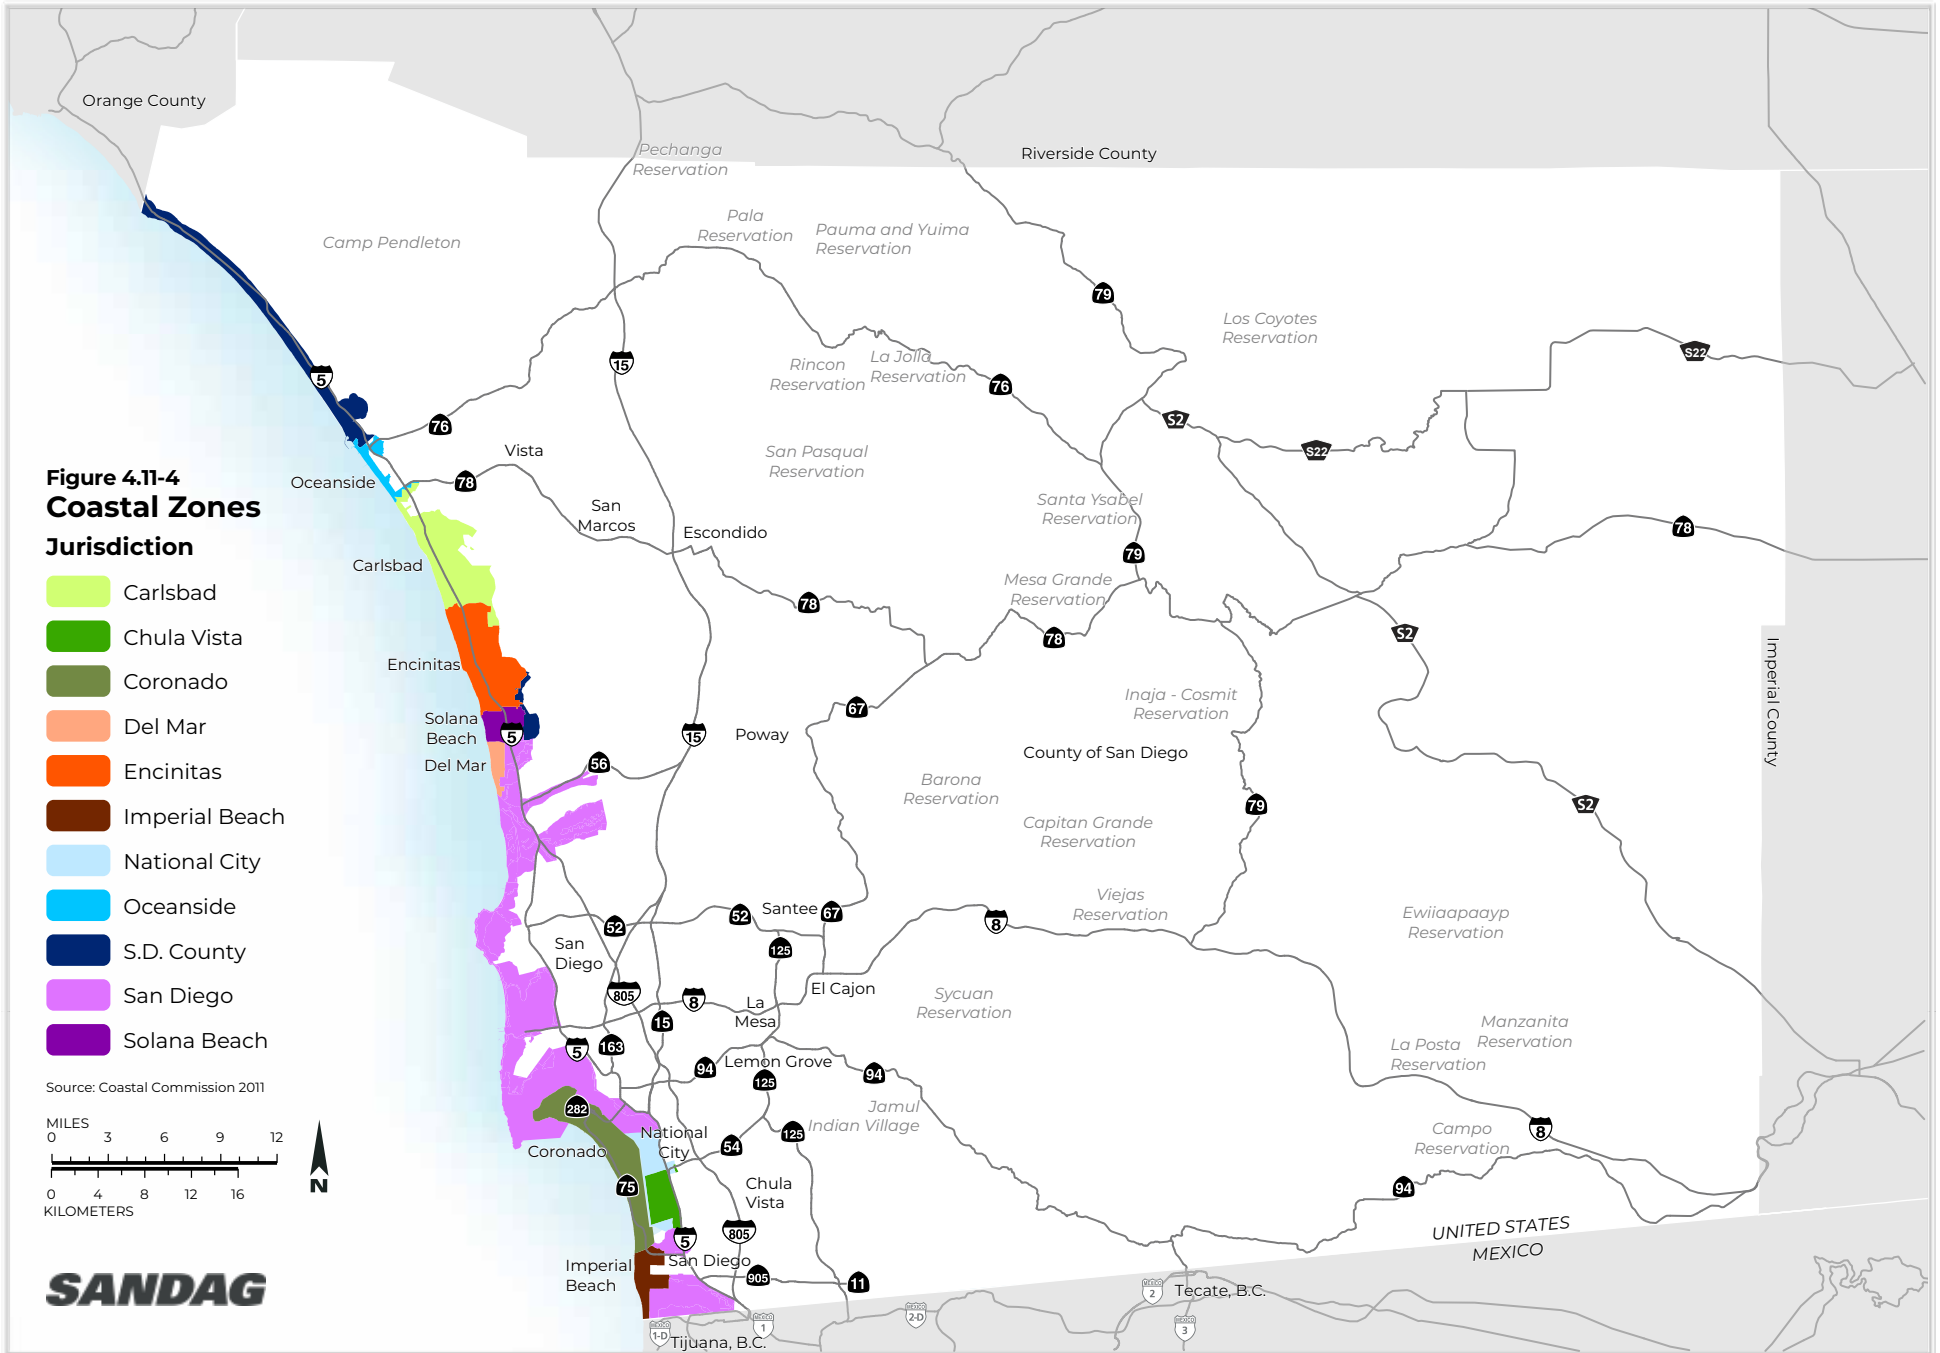 Orange County
Riverside County
Pechanga
Reservation
Camp Pendleton
Pala
Reservation
Pauma and Yuima
Reservation
79
Los Coyotes
Reservation
5
15
Rincon
Reservation
La Jolla
Reservation
76
S22
76
S2
S22
Vista
San Pasqual
Reservation
Oceanside
78
San
Marcos
Escondido
Santa Ysabel
Reservation
79
78
Carlsbad
Mesa Grande
Reservation
78
78
S2
Encinitas
67
Inaja - Cosmit
Reservation
Imperial County
Solana
Beach
5
15
Poway
County of San Diego
Del Mar
56
Barona
Reservation
79
S2
Capitan Grande
Reservation
Viejas
Reservation
52
52
Santee
67
8
Ewiiaapaayp
Reservation
San
Diego
125
805
8
El Cajon
La
Mesa
Sycuan
Reservation
15
Manzanita
Reservation
La Posta
Reservation
5
163
94
Lemon Grove
125
94
282
Jamul
Indian Village
National
City
54
125
Campo
Reservation
8
Coronado
75
Chula
Vista
94
5
805
UNITED STATES
MEXICO
Imperial
Beach
San Diego
905
11
Tecate, B.C.
MEXICO
2
MEXICO
3
MEXICO
2-D
MEXICO
1
MEXICO
1-D
Tijuana, B.C.
Figure 4.11-4
Coastal Zones
Jurisdiction
Carlsbad
Chula Vista
Coronado
Del Mar
Encinitas
Imperial Beach
National City
Oceanside
S.D. County
San Diego
Solana Beach
Source: Coastal Commission 2011
MILES
0 3 6 9 12
0 4 8 12 16
KILOMETERS
N
SANDAG